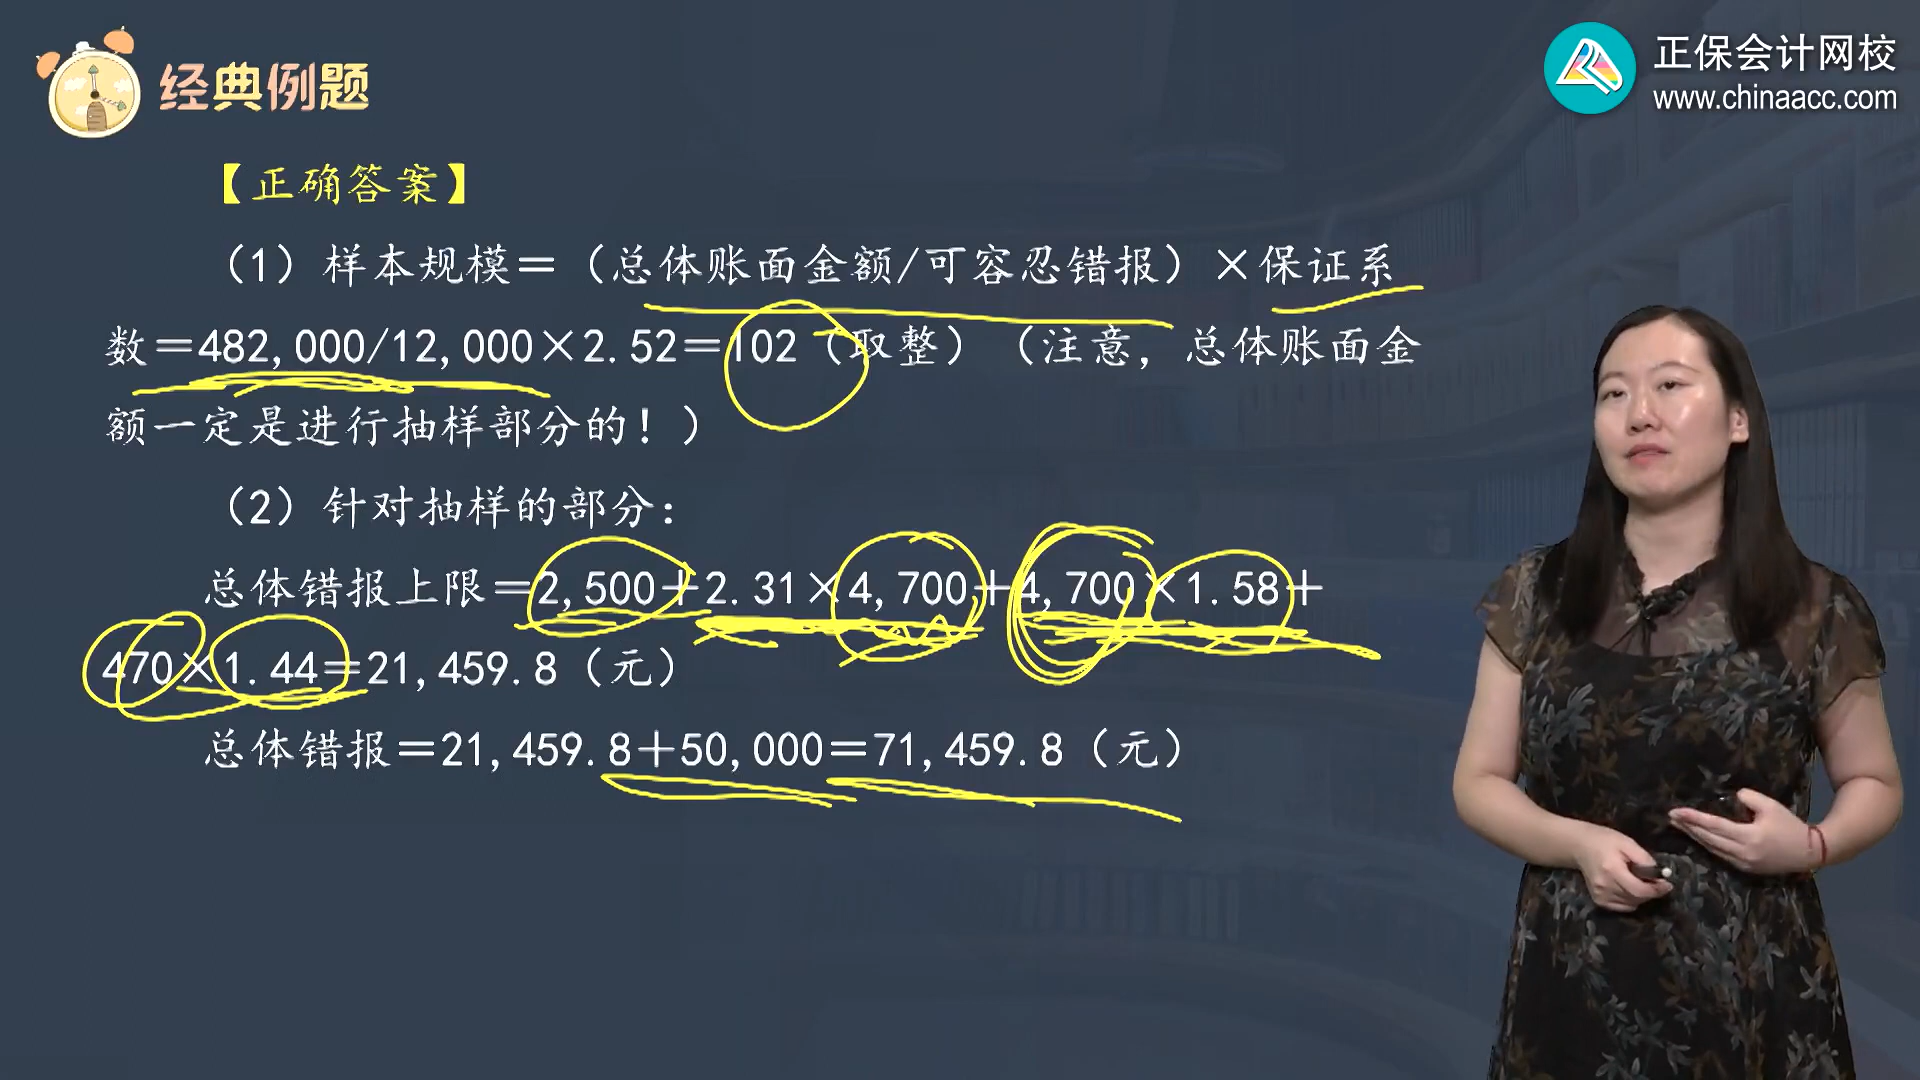 经典例题
正保会计网校
www.chinaacc.com
【正确答案】
（1）样本规模＝（总体账面金额/可容忍错报）×保证系
数＝482,000/12,000×2.52＝102（取整）（注意，总体账面金
额一定是进行抽样部分的！）
（2）针对抽样的部分：
总体错报上限＝2,500＋2.31×4,700＋4,700×1.58＋
470×1.44＝21,459.8（元）
总体错报＝21,459.8＋50,000＝71,459.8（元）